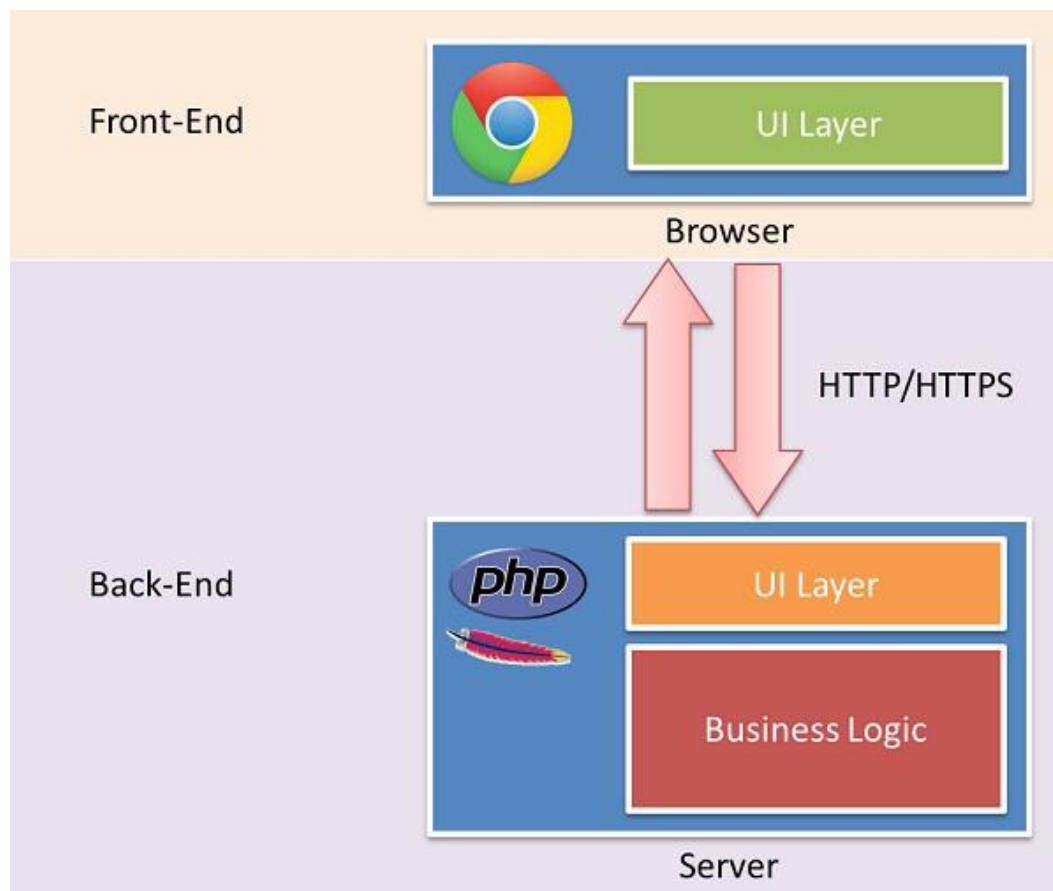 Front-End
UI Layer
Browser
HTTP/HTTPS
Back-End
php
UI Layer
Business Logic
Server